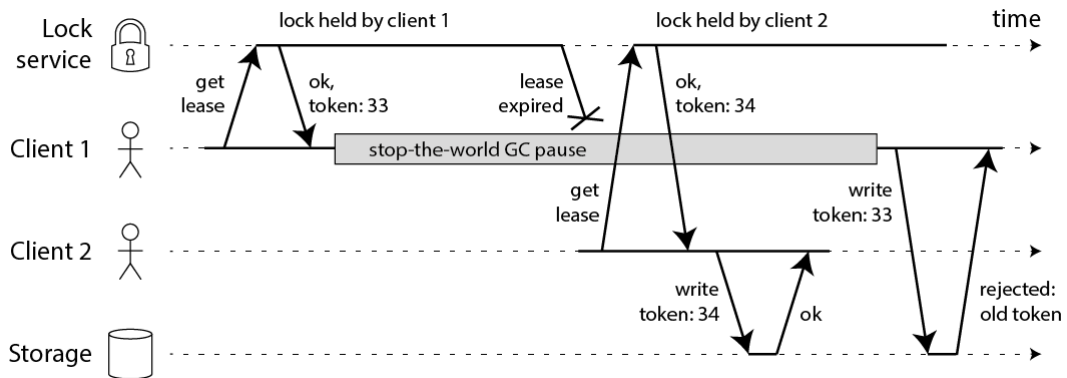 lock held by client 1
lock held by client 2
time
Lock
service
get
lease
ok,
token: 33
lease
expired
ok,
token: 34
Client 1
stop-the-world GC pause
get
lease
write
token: 33
Client 2
write
token: 34
ok
rejected:
old token
Storage